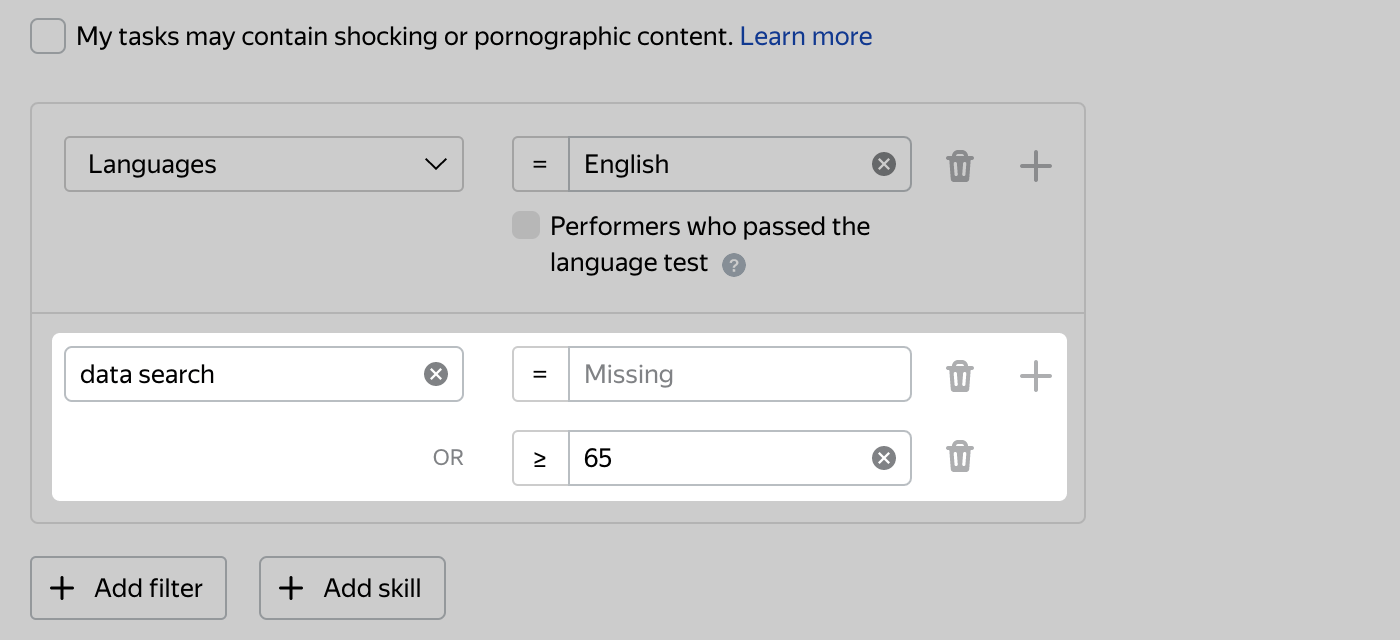 My tasks may contain shocking or pornographic content. Learn more
Languages = English
Performers who passed the
language test ?
data search = Missing
OR ≥ 65
+ Add filter + Add skill